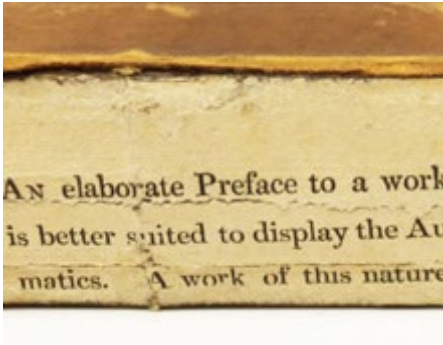 AN elaborate Preface to a work
is better suited to display the Au
matics. A work of this nature